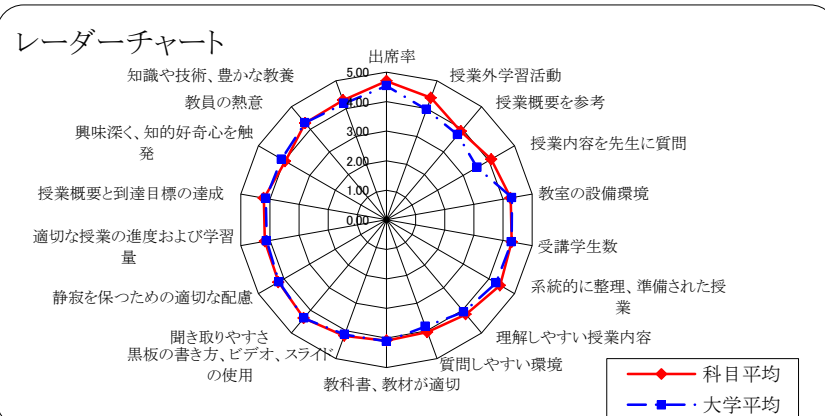 レーダーチャート
出席率
授業外学習活動
授業概要を参考
授業内容を先生に質問
教室の設備環境
受講学生数
系統的に整理、準備された授
業
理解しやすい授業内容
質問しやすい環境
教科書、教材が適切
黒板の書き方、ビデオ、スライド
の使用
聞き取りやすさ
静寂を保つための適切な配慮
適切な授業の進度および学習
量
授業概要と到達目標の達成
興味深く、知的好奇心を触
発
教員の熱意
知識や技術、豊かな教養
5.00
4.00
3.00
2.00
1.00
0.00
科目平均
大学平均